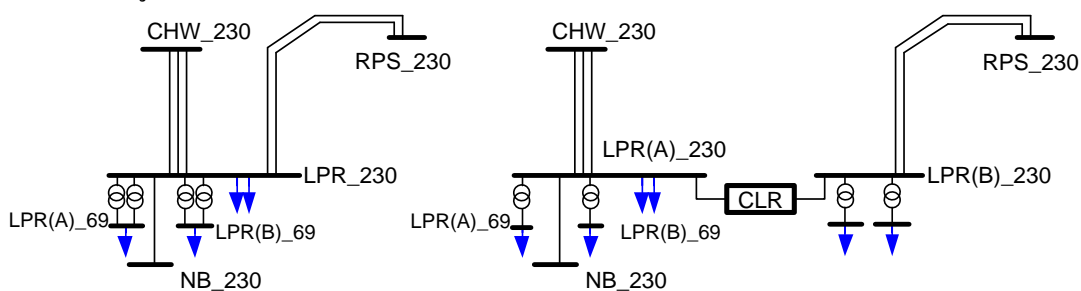 CHW_230
RPS_230
LPR_230
LPR(A)_69
LPR(B)_69
NB_230
CHW_230
RPS_230
LPR(A)_230
CLR
LPR(B)_230
LPR(A)_69
LPR(B)_69
NB_230